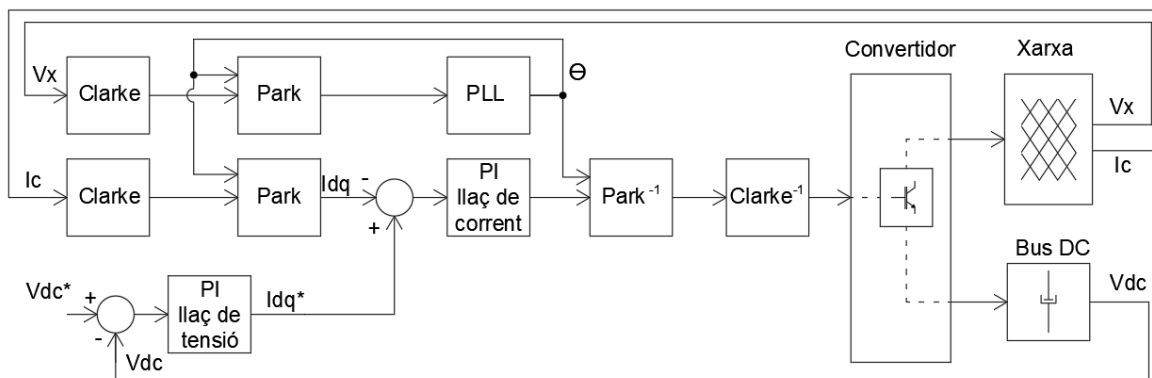 Convertidor
Xarxa
Vx
Clarke
Park
PLL
Θ
Vx
Ic
Clarke
Park
Idq
-
+
PI
llaç de
corrent
Park⁻¹
Clarke⁻¹
Ic
Bus DC
Vdc*
+
-
PI
llaç de
tensió
Idq*
Vdc
Vdc